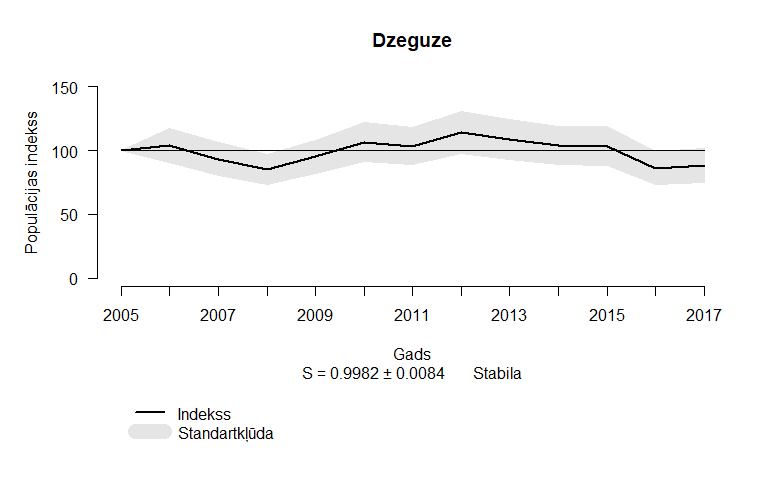 Dzeguze
Populācijas indekss
150
100
50
0
2005 2007 2009 2011 2013 2015 2017
Gads
S = 0.9982 ± 0.0084 Stabila
Indekss
Standartkļūda